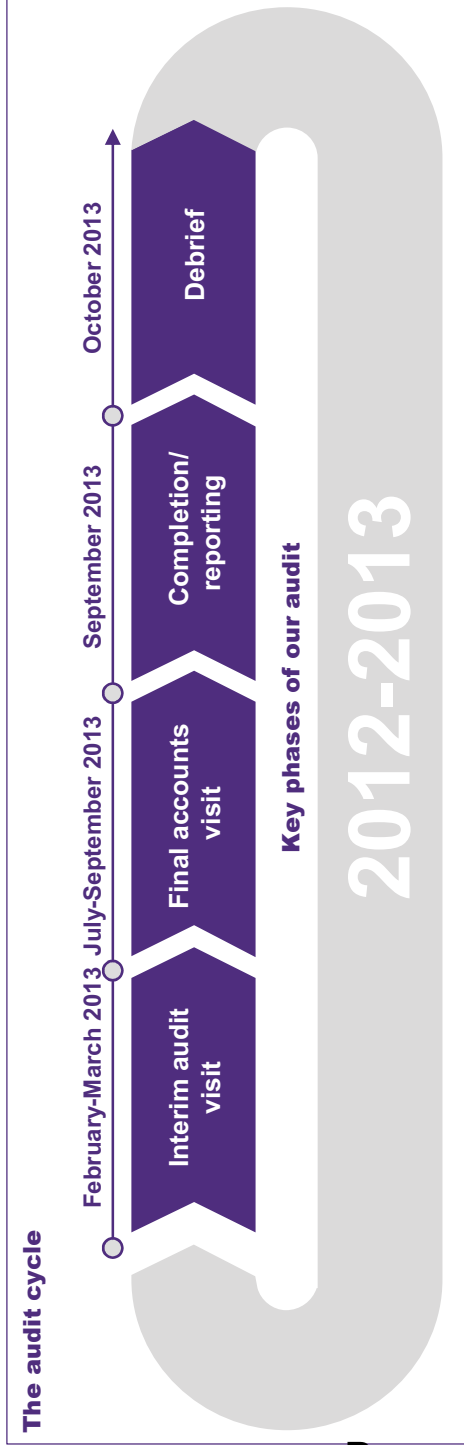 The audit cycle
February-March 2013
July-September 2013
September 2013
October 2013
Interim audit
visit
Final accounts
visit
Completion/
reporting
Debrief
Key phases of our audit
2012-2013